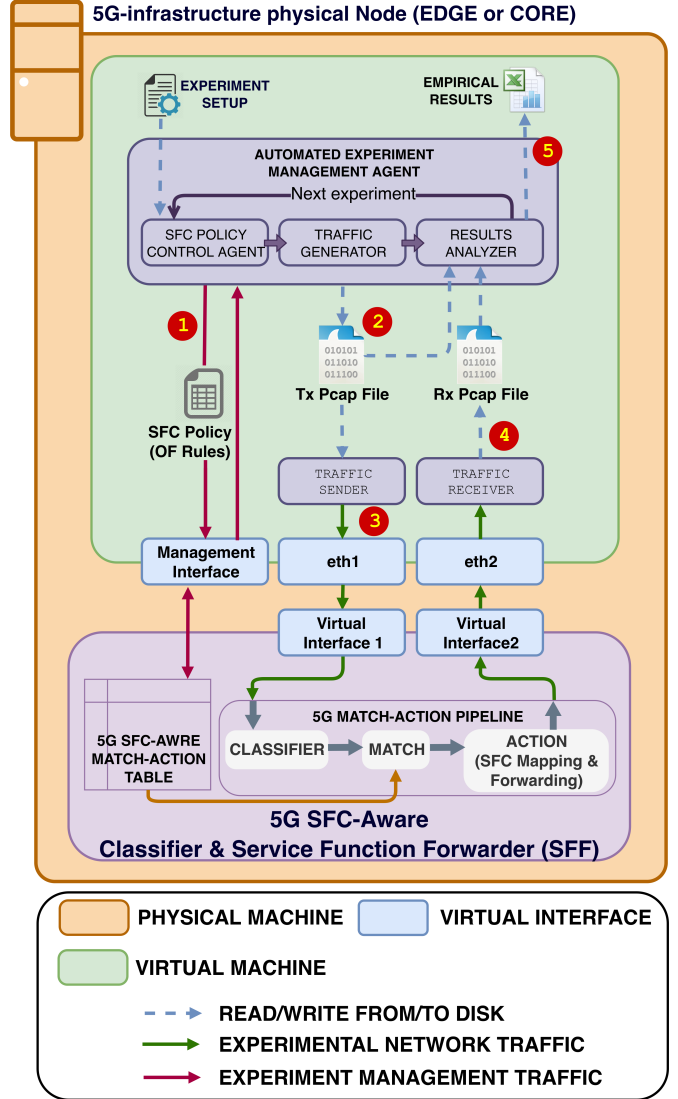 5G-infrastructure physical Node (EDGE or CORE)
EXPERIMENT
SETUP
EMPIRICAL
RESULTS
5
AUTOMATED EXPERIMENT
MANAGEMENT AGENT
Next experiment
SFC POLICY
CONTROL AGENT
TRAFFIC
GENERATOR
RESULTS
ANALYZER
1
2
010101
011010
011100
010101
011010
011100
Tx Pcap File
Rx Pcap File
SFC Policy
(OF Rules)
4
TRAFFIC
SENDER
TRAFFIC
RECEIVER
3
Management
Interface
eth1
eth2
Virtual
Interface 1
Virtual
Interface2
5G SFC-AWRE
MATCH-ACTION
TABLE
5G MATCH-ACTION PIPELINE
CLASSIFIER
MATCH
ACTION
(SFC Mapping &
Forwarding)
5G SFC-Aware
Classifier & Service Function Forwarder (SFF)
PHYSICAL MACHINE
VIRTUAL INTERFACE
VIRTUAL MACHINE
READ/WRITE FROM/TO DISK
EXPERIMENTAL NETWORK TRAFFIC
EXPERIMENT MANAGEMENT TRAFFIC